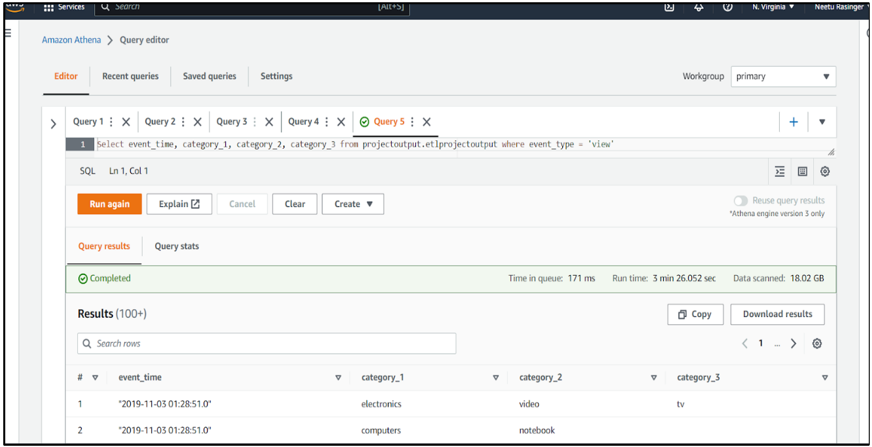 aws Services Search [Alt+S] N. Virginia ▼ Neetu Rasinger
Amazon Athena > Query editor
Editor Recent queries Saved queries Settings Workgroup primary ▼
Query 1 Query 2 Query 3 Query 4 Query 5 + ▼
1 Select event_time, category_1, category_2, category_3 from projectoutput.etlprojectoutput where event_type = 'view'
SQL Ln 1, Col 1
Run again Explain Cancel Clear Create ▼ Reuse query results
*Athena engine version 3 only
Query results Query stats
Completed Time in queue: 171 ms Run time: 3 min 26.052 sec Data scanned: 18.02 GB
Results (100+) Copy Download results
Search rows < 1 ... >
# event_time category_1 category_2 category_3
1 "2019-11-03 01:28:51.0" electronics video tv
2 "2019-11-03 01:28:51.0" computers notebook